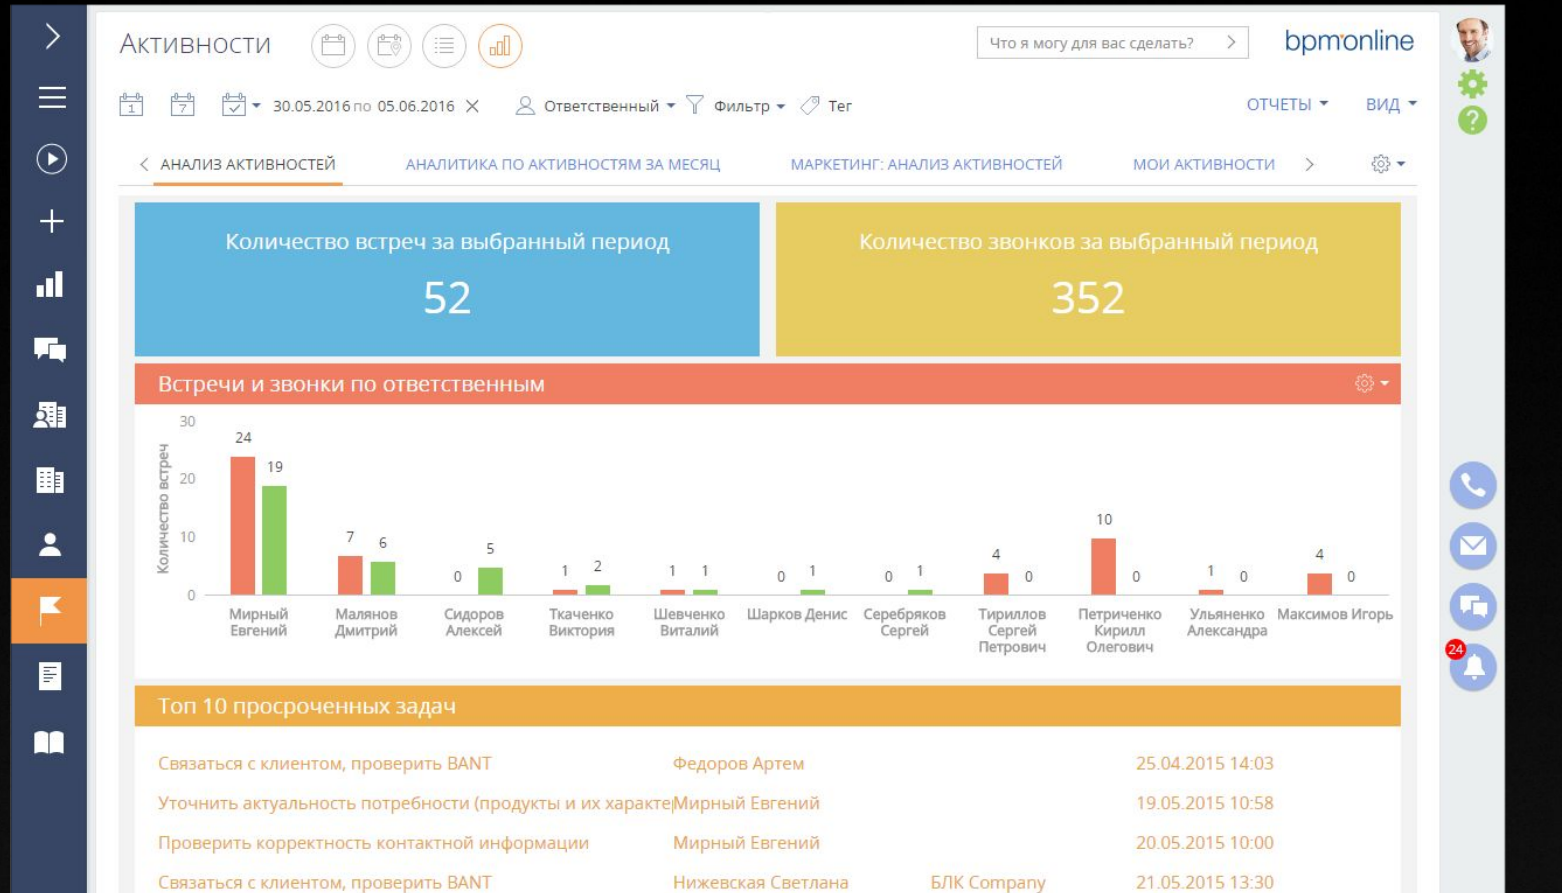 Активности
Что я могу для вас сделать?
bpm'online
1
7
30.05.2016 по 05.06.2016
Ответственный
Фильтр
Тег
ОТЧЕТЫ
ВИД
АНАЛИЗ АКТИВНОСТЕЙ
АНАЛИТИКА ПО АКТИВНОСТЯМ ЗА МЕСЯЦ
МАРКЕТИНГ: АНАЛИЗ АКТИВНОСТЕЙ
МОИ АКТИВНОСТИ
Количество встреч за выбранный период
52
Количество звонков за выбранный период
352
Встречи и звонки по ответственным
Количество встреч
30
20
10
0
24
19
7
6
0
5
1
2
1
1
0
1
0
1
4
0
10
0
1
0
4
0
Мирный
Евгений
Малянов
Дмитрий
Сидоров
Алексей
Ткаченко
Виктория
Шевченко
Виталий
Шарков Денис
Серебряков
Сергей
Тириллов
Сергей
Петрович
Петриченко
Кирилл
Олегович
Ульяненко
Александра
Максимов Игорь
24
Топ 10 просроченных задач
Связаться с клиентом, проверить BANT Федоров Артем 25.04.2015 14:03
Уточнить актуальность потребности (продукты и их характе Мирный Евгений 19.05.2015 10:58
Проверить корректность контактной информации Мирный Евгений 20.05.2015 10:00
Связаться с клиентом, проверить BANT Нижевская Светлана БЛК Company 21.05.2015 13:30